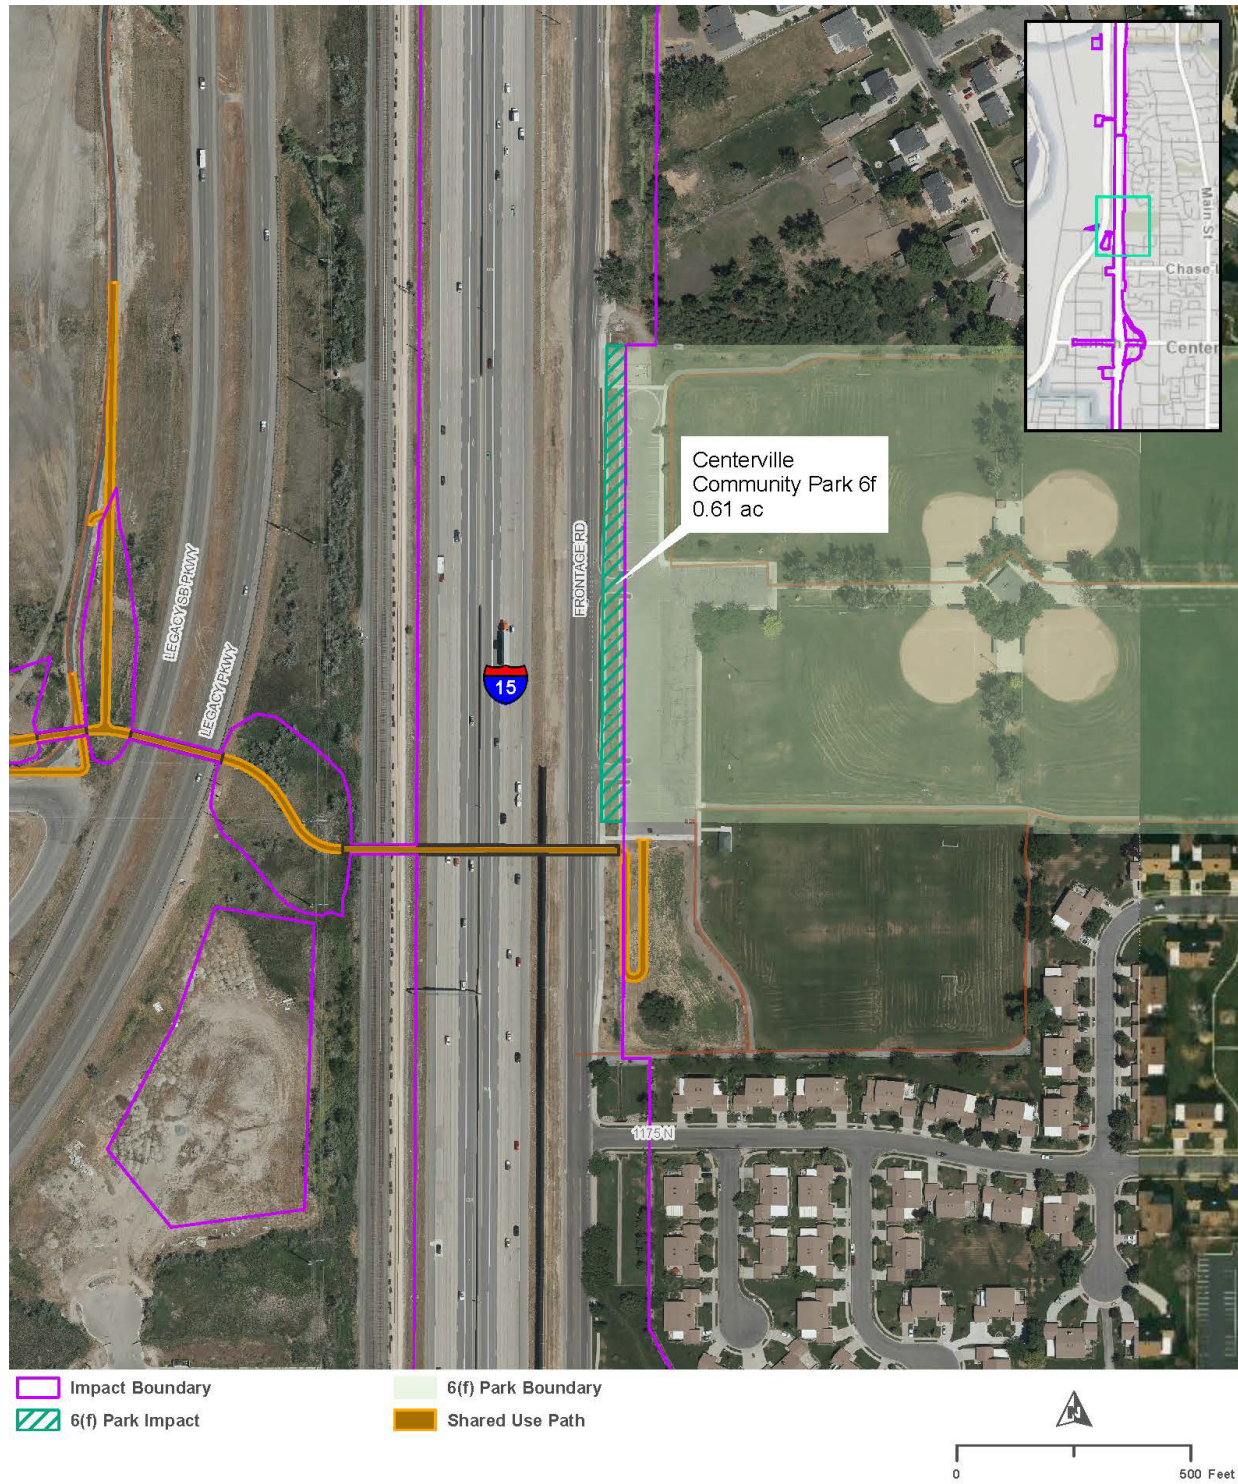 Main St
Chase L
Center
Centerville
Community Park 6f
0.61 ac
FRONTAGE RD
LEGACY SB PKWY
LEGACY PKWY
15
1175 N
Impact Boundary
6(f) Park Boundary
6(f) Park Impact
Shared Use Path
N
0
500 Feet